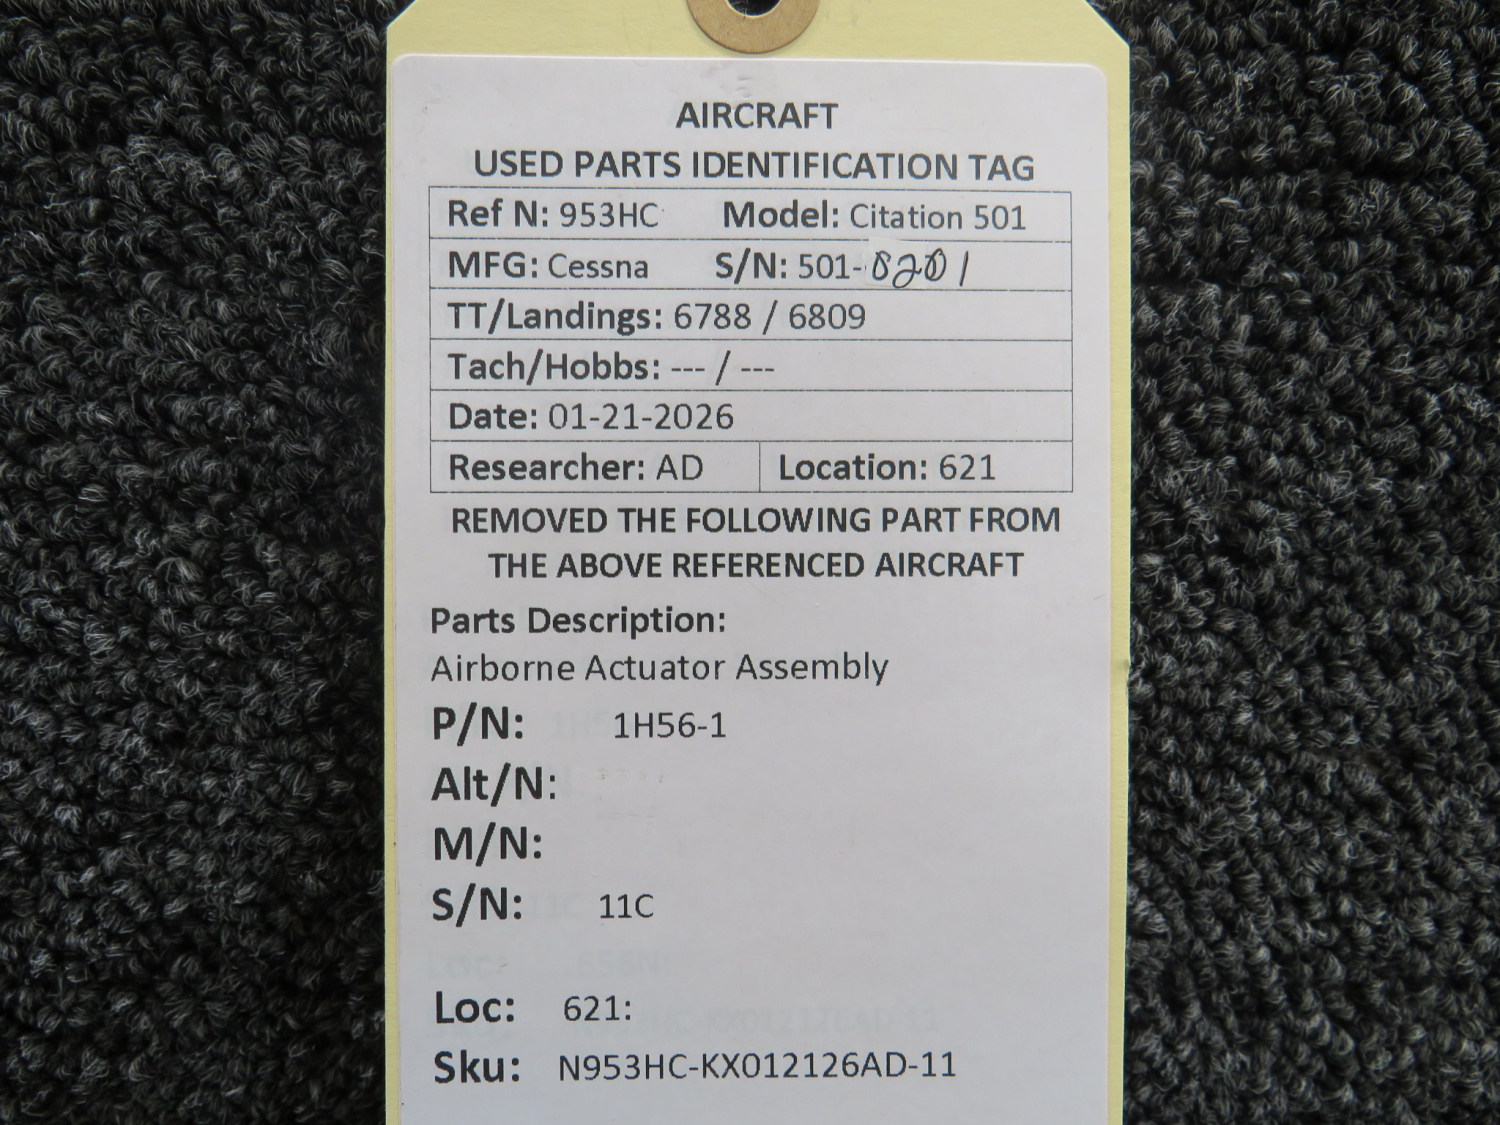 AIRCRAFT
USED PARTS IDENTIFICATION TAG
Ref N: 953HC Model: Citation 501
MFG: Cessna S/N: 501-0201
TT/Landings: 6788 / 6809
Tach/Hobbs: --- / ---
Date: 01-21-2026
Researcher: AD Location: 621
REMOVED THE FOLLOWING PART FROM
THE ABOVE REFERENCED AIRCRAFT
Parts Description:
Airborne Actuator Assembly
P/N: 1H56-1
Alt/N:
M/N:
S/N: 11C
Loc: 621:
Sku: N953HC-KX012126AD-11